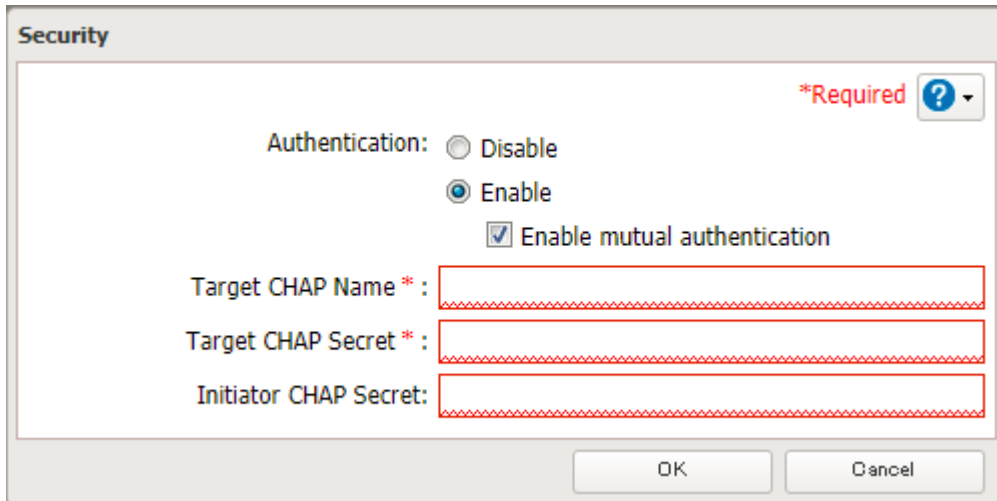 Security
*Required ?
Authentication: Disable
Enable
Enable mutual authentication
Target CHAP Name * :
Target CHAP Secret * :
Initiator CHAP Secret:
OK Cancel